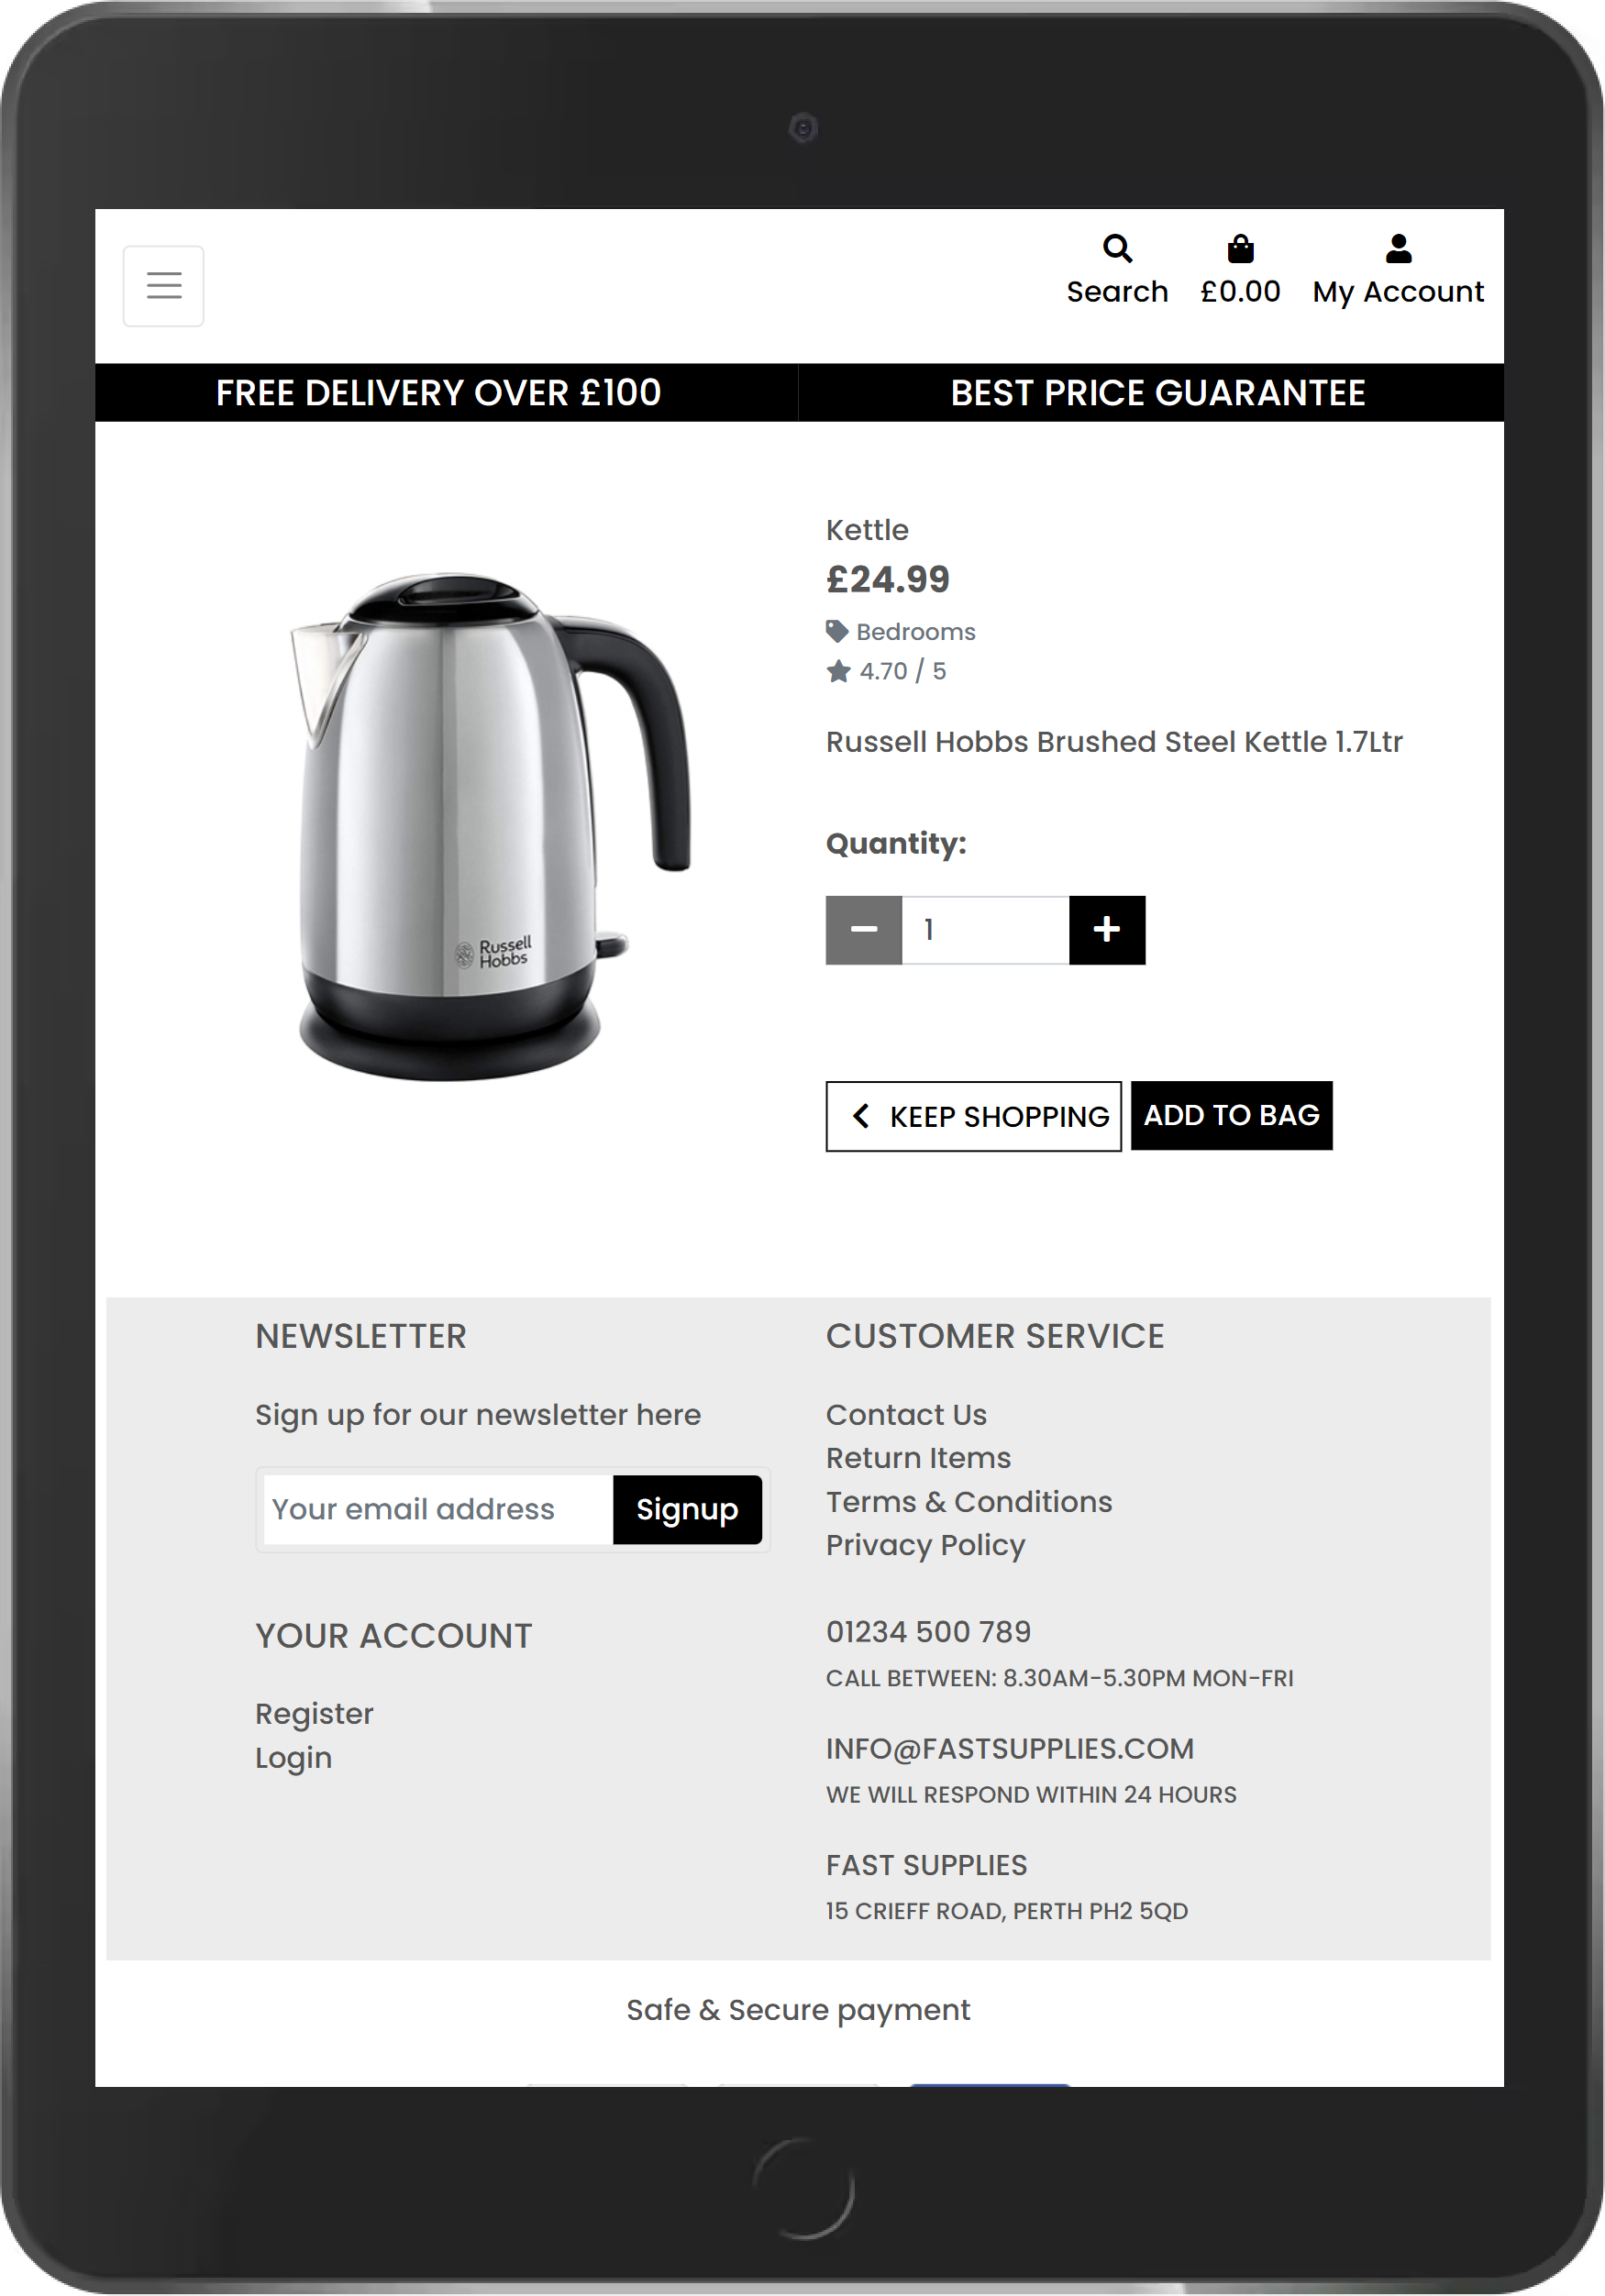 Search £0.00 My Account
FREE DELIVERY OVER £100 BEST PRICE GUARANTEE
Kettle
£24.99
Bedrooms
4.70 / 5
Russell Hobbs Brushed Steel Kettle 1.7Ltr
Quantity:
1
Russell
Hobbs
KEEP SHOPPING ADD TO BAG
NEWSLETTER
Sign up for our newsletter here
Your email address Signup
YOUR ACCOUNT
Register
Login
CUSTOMER SERVICE
Contact Us
Return Items
Terms & Conditions
Privacy Policy
01234 500 789
CALL BETWEEN: 8.30AM-5.30PM MON-FRI
INFO@FASTSUPPLIES.COM
WE WILL RESPOND WITHIN 24 HOURS
FAST SUPPLIES
15 CRIEFF ROAD, PERTH PH2 5QD
Safe & Secure payment